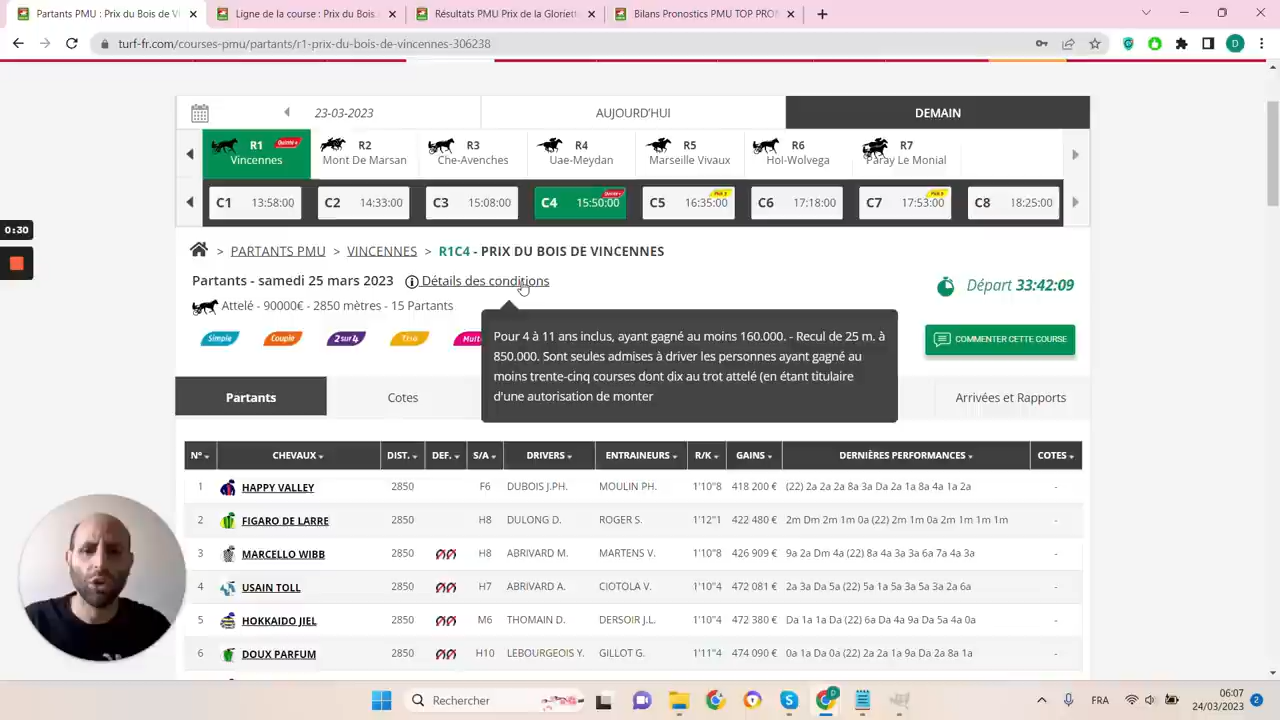 Partants PMU : Prix du Bois de V
Ligne de la course : Prix du Bois
Résultats PMU Prix de la Gloriett
Bilans Pronostics PMU TOP PRON
turf-fr.com/courses-pmu/partants/r1-prix-du-bois-de-vincennes-306238
D
23-03-2023
AUJOURD'HUI
DEMAIN
R1 Quinté+ Vincennes
R2 Mont De Marsan
R3 Che-Avenches
R4 Uae-Meydan
R5 Marseille Vivaux
R6 Hol-Wolvega
R7 Paray Le Monial
C1 13:58:00
C2 14:33:00
C3 15:08:00
C4 15:50:00
C5 16:35:00
C6 17:18:00
C7 17:53:00
C8 18:25:00
0:30
> PARTANTS PMU > VINCENNES > R1C4 - PRIX DU BOIS DE VINCENNES
Partants - samedi 25 mars 2023 Détails des conditions
Départ 33:42:09
Attelé - 90000€ - 2850 mètres - 15 Partants
Simple Couple 2 sur 4 Trio Mult
COMMENTER CETTE COURSE
Pour 4 à 11 ans inclus, ayant gagné au moins 160.000. - Recul de 25 m. à
850.000. Sont seules admises à driver les personnes ayant gagné au
moins trente-cinq courses dont dix au trot attelé (en étant titulaire
d'une autorisation de monter
Partants Cotes Arrivées et Rapports
N° CHEVAUX DIST. DEF. S/A DRIVERS ENTRAINEURS R/K GAINS DERNIÈRES PERFORMANCES COTES
1 HAPPY VALLEY 2850 F6 DUBOIS J.PH. MOULIN PH. 1'10"8 418 200 € (22) 2a 2a 2a 8a 3a Da 2a 1a 8a 4a 1a 2a -
2 FIGARO DE LARRE 2850 H8 DULONG D. ROGER S. 1'12"1 422 480 € 2m Dm 2m 1m 0a (22) 2m 1m 0a 2m 1m 1m 1m -
3 MARCELLO WIBB 2850 H8 ABRIVARD M. MARTENS V. 1'10"8 426 909 € 9a 2a Dm 4a (22) 8a 4a 3a 3a 6a 7a 4a 3a -
4 USAIN TOLL 2850 H7 ABRIVARD A. CIOTOLA V. 1'10"4 472 081 € 2a 3a Da 5a (22) 5a 1a 5a 3a 5a 3a 2a 6a -
5 HOKKAIDO JIEL 2850 M6 THOMAIN D. DERSOIR J.L. 1'10"4 472 380 € Da 1a 1a Da (22) 6a Da 4a 9a Da 5a 4a 0a -
6 DOUX PARFUM 2850 H10 LEBOURGEOIS Y. GILLOT G. 1'11"4 474 090 € 0a 1a Da 0a (22) 2a 2a 1a 9a Da 2a 8a 1a -
Rechercher
FRA
06:07
24/03/2023
2